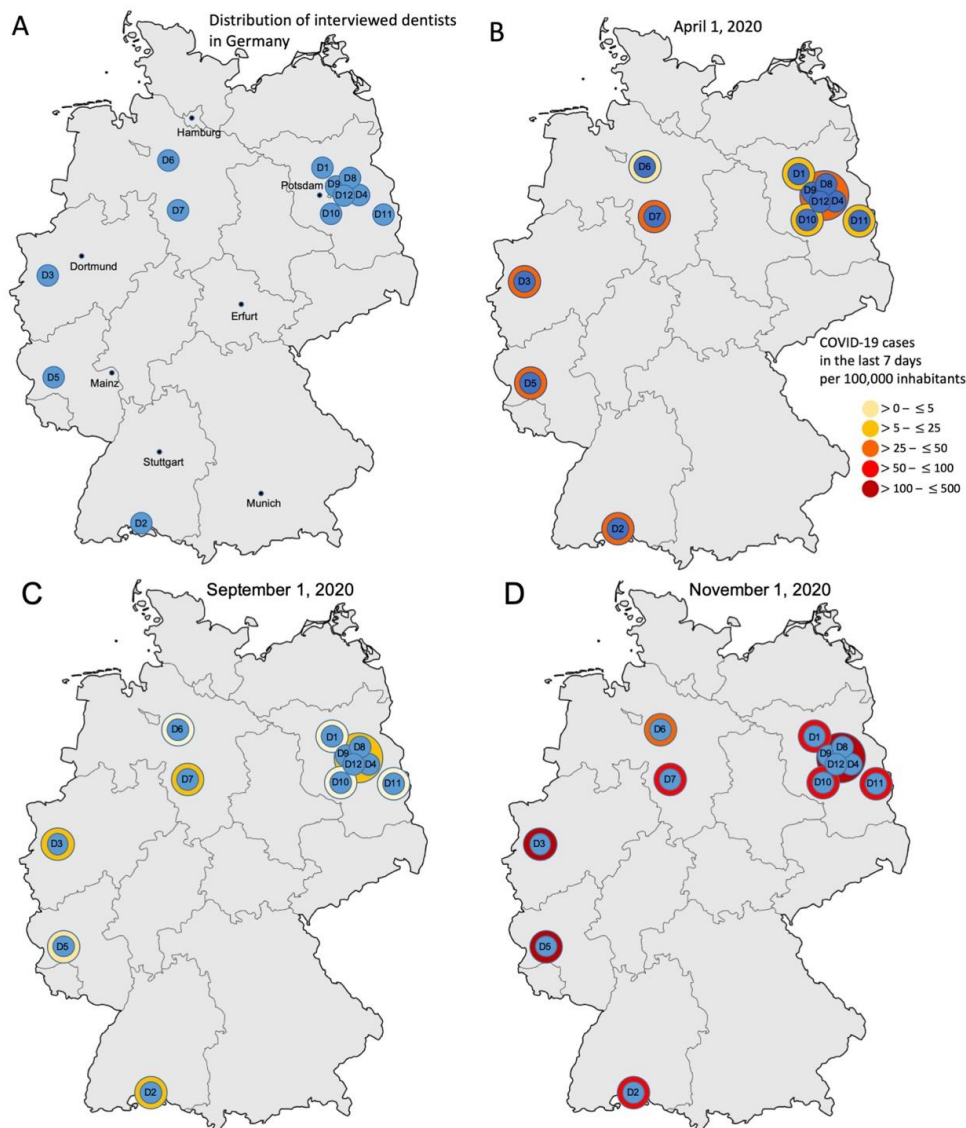 A
Distribution of interviewed dentists
in Germany
Hamburg
D6
D1
D8
Potsdam
D9
D12
D4
D7
D10
D11
Dortmund
D3
Erfurt
Mainz
D5
Stuttgart
Munich
D2
B
April 1, 2020
D6
D1
D8
D9
D12
D4
D7
D10
D11
D3
D5
D2
COVID-19 cases
in the last 7 days
per 100,000 inhabitants
> 0 – ≤ 5
> 5 – ≤ 25
> 25 – ≤ 50
> 50 – ≤ 100
> 100 – ≤ 500
C
September 1, 2020
D6
D1
D8
D9
D12
D4
D7
D10
D11
D3
D5
D2
D
November 1, 2020
D6
D1
D8
D9
D12
D4
D7
D10
D11
D3
D5
D2